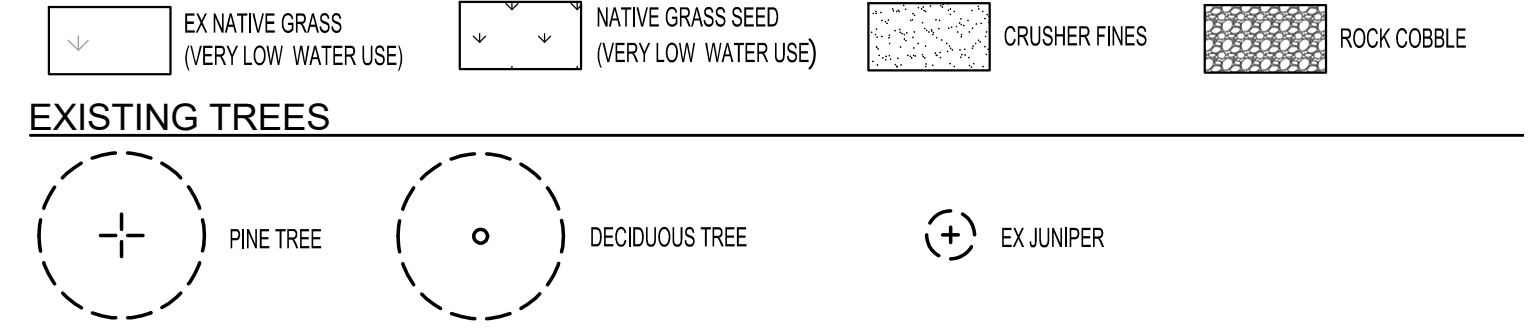 EX NATIVE GRASS
(VERY LOW WATER USE)
NATIVE GRASS SEED
(VERY LOW WATER USE)
CRUSHER FINES
ROCK COBBLE
EXISTING TREES
PINE TREE
DECIDUOUS TREE
EX JUNIPER